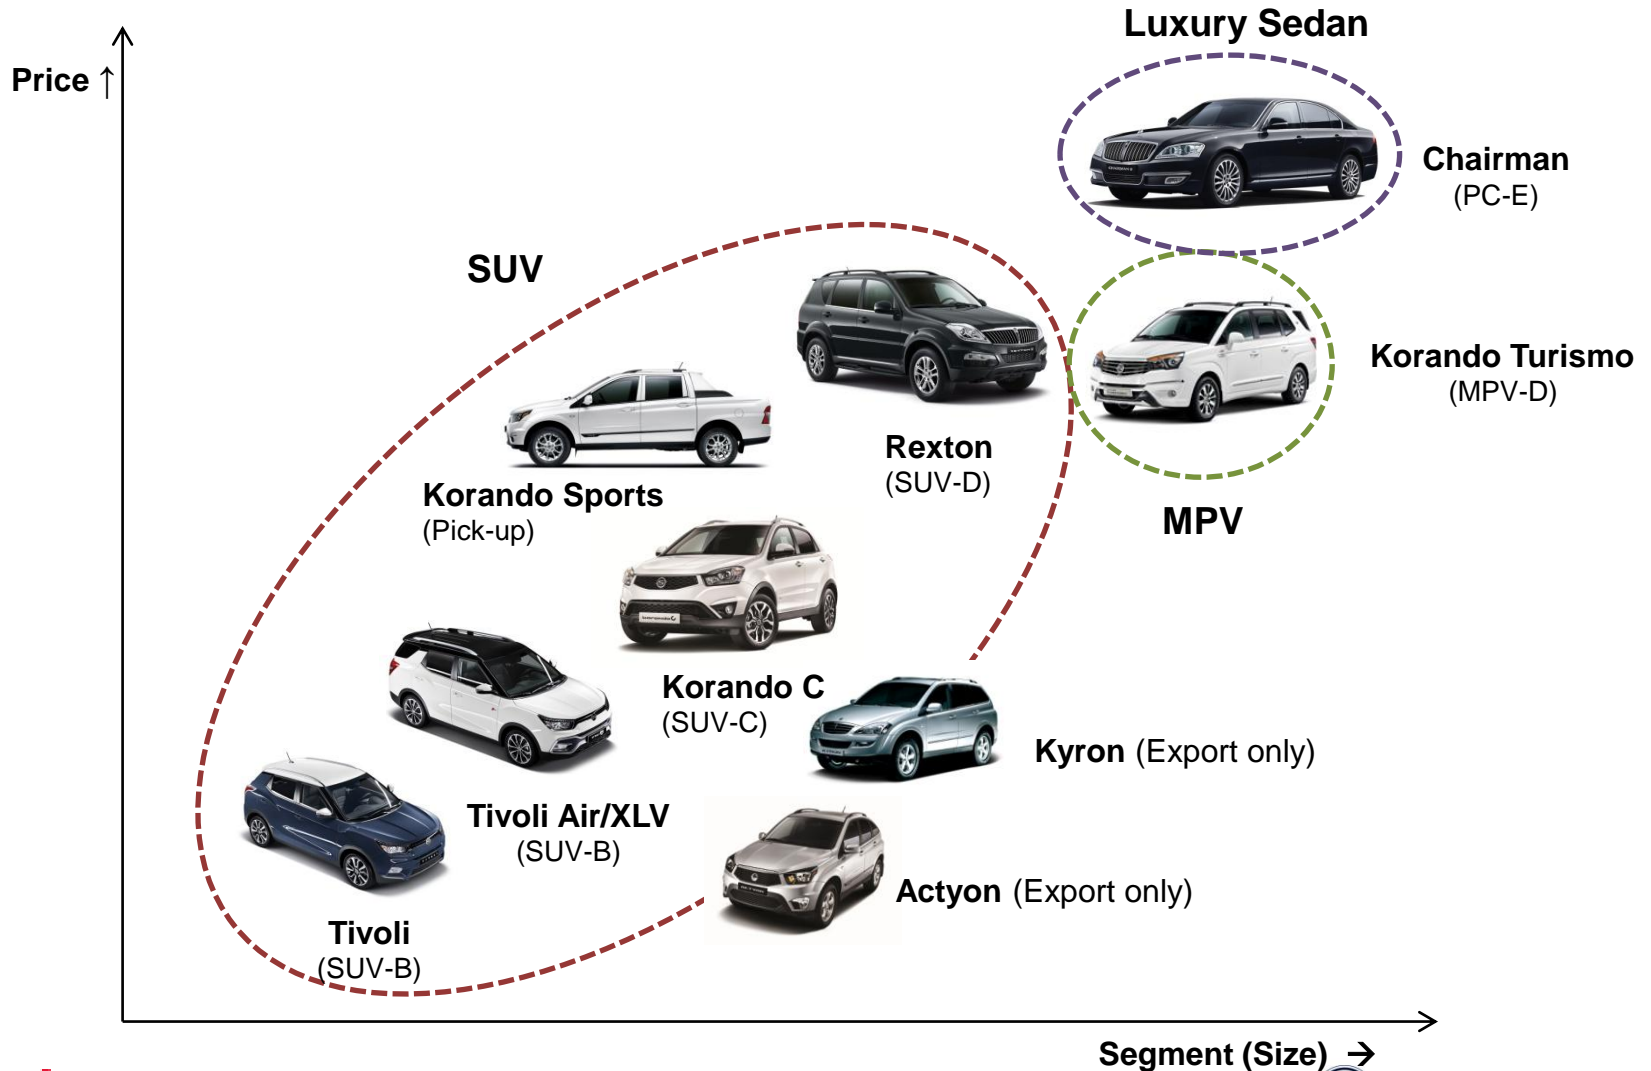 Luxury Sedan
Price ↑
Chairman
(PC-E)
SUV
Korando Turismo
(MPV-D)
Rexton
(SUV-D)
Korando Sports
(Pick-up)
MPV
Korando C
(SUV-C)
Kyron (Export only)
Tivoli Air/XLV
(SUV-B)
Actyon (Export only)
Tivoli
(SUV-B)
Segment (Size) →